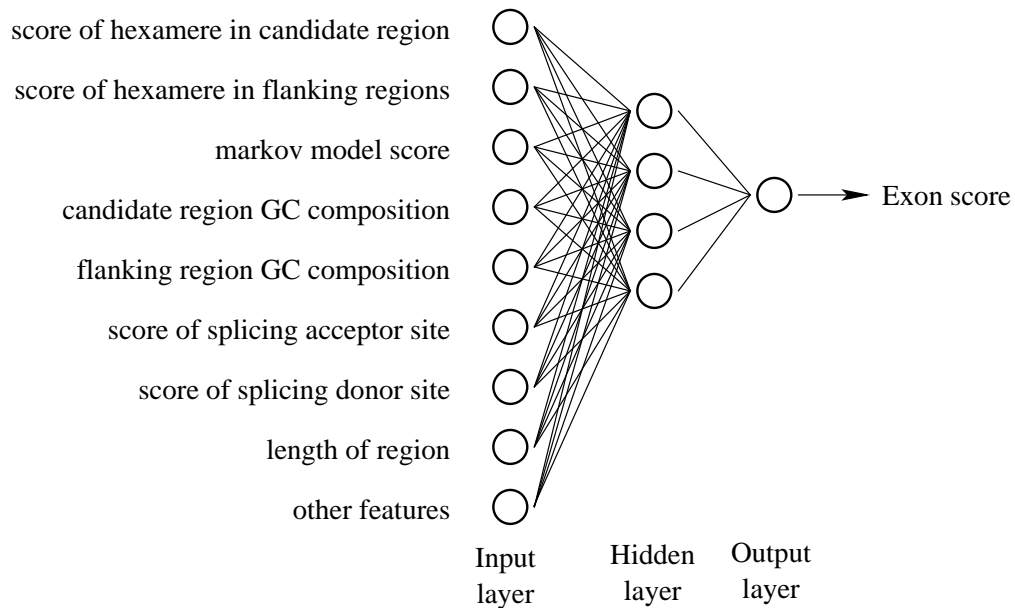 score of hexamere in candidate region
score of hexamere in flanking regions
markov model score
candidate region GC composition
flanking region GC composition
score of splicing acceptor site
score of splicing donor site
length of region
other features
Exon score
Input
layer
Hidden
layer
Output
layer